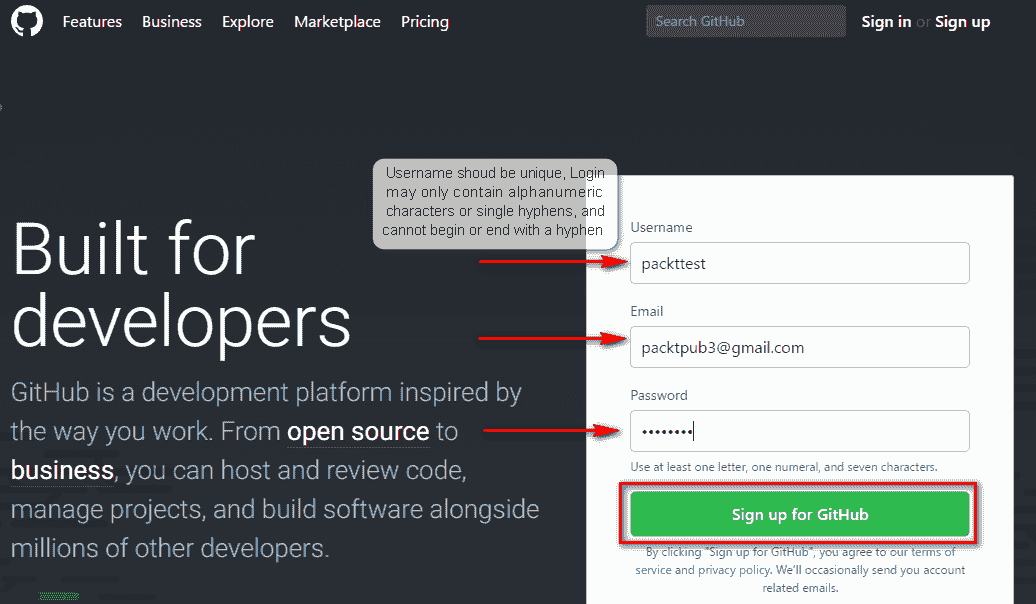 Features Business Explore Marketplace Pricing Search GitHub Sign in or Sign up
Username shoud be unique, Login
may only contain alphanumeric
characters or single hyphens, and
cannot begin or end with a hyphen
Built for
developers
GitHub is a development platform inspired by
the way you work. From open source to
business, you can host and review code,
manage projects, and build software alongside
millions of other developers.
Username
packttest
Email
packtpub3@gmail.com
Password
••••••••
Use at least one letter, one numeral, and seven characters.
Sign up for GitHub
By clicking "Sign up for GitHub", you agree to our terms of
service and privacy policy. We'll occasionally send you account
related emails.